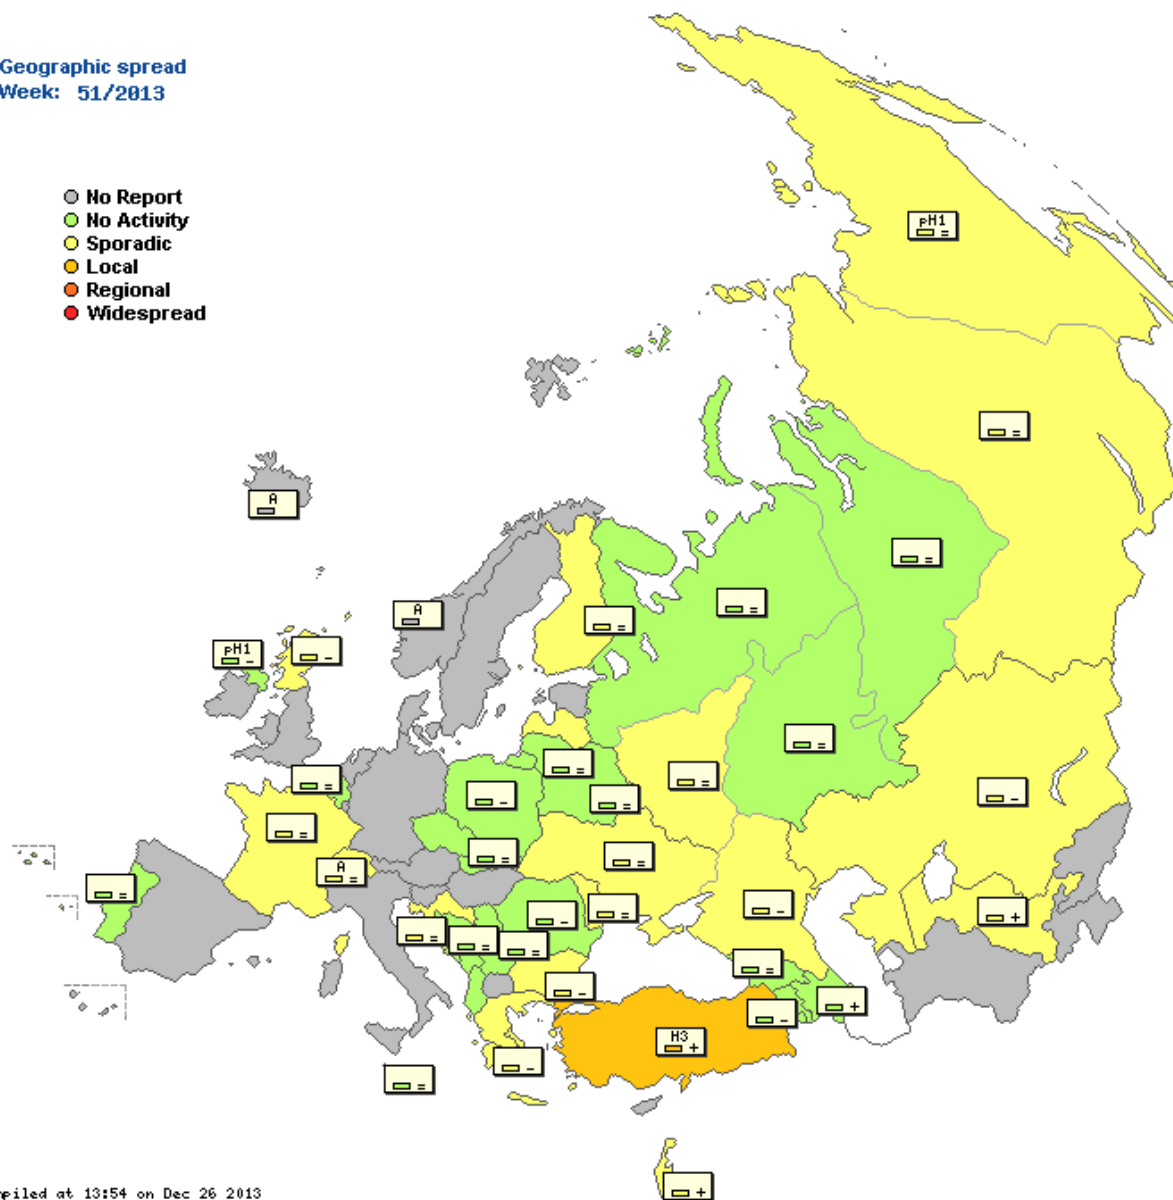 Geographic spread
Week: 51/2013
No Report
No Activity
Sporadic
Local
Regional
Widespread
pH1
=
=
A
=
=
A
=
pH1
-
-
=
=
=
=
-
=
-
=
=
=
A
=
=
=
-
=
-
+
=
=
=
=
-
+
-
H3
+
-
=
+
piled at 13:54 on Dec 26 2013